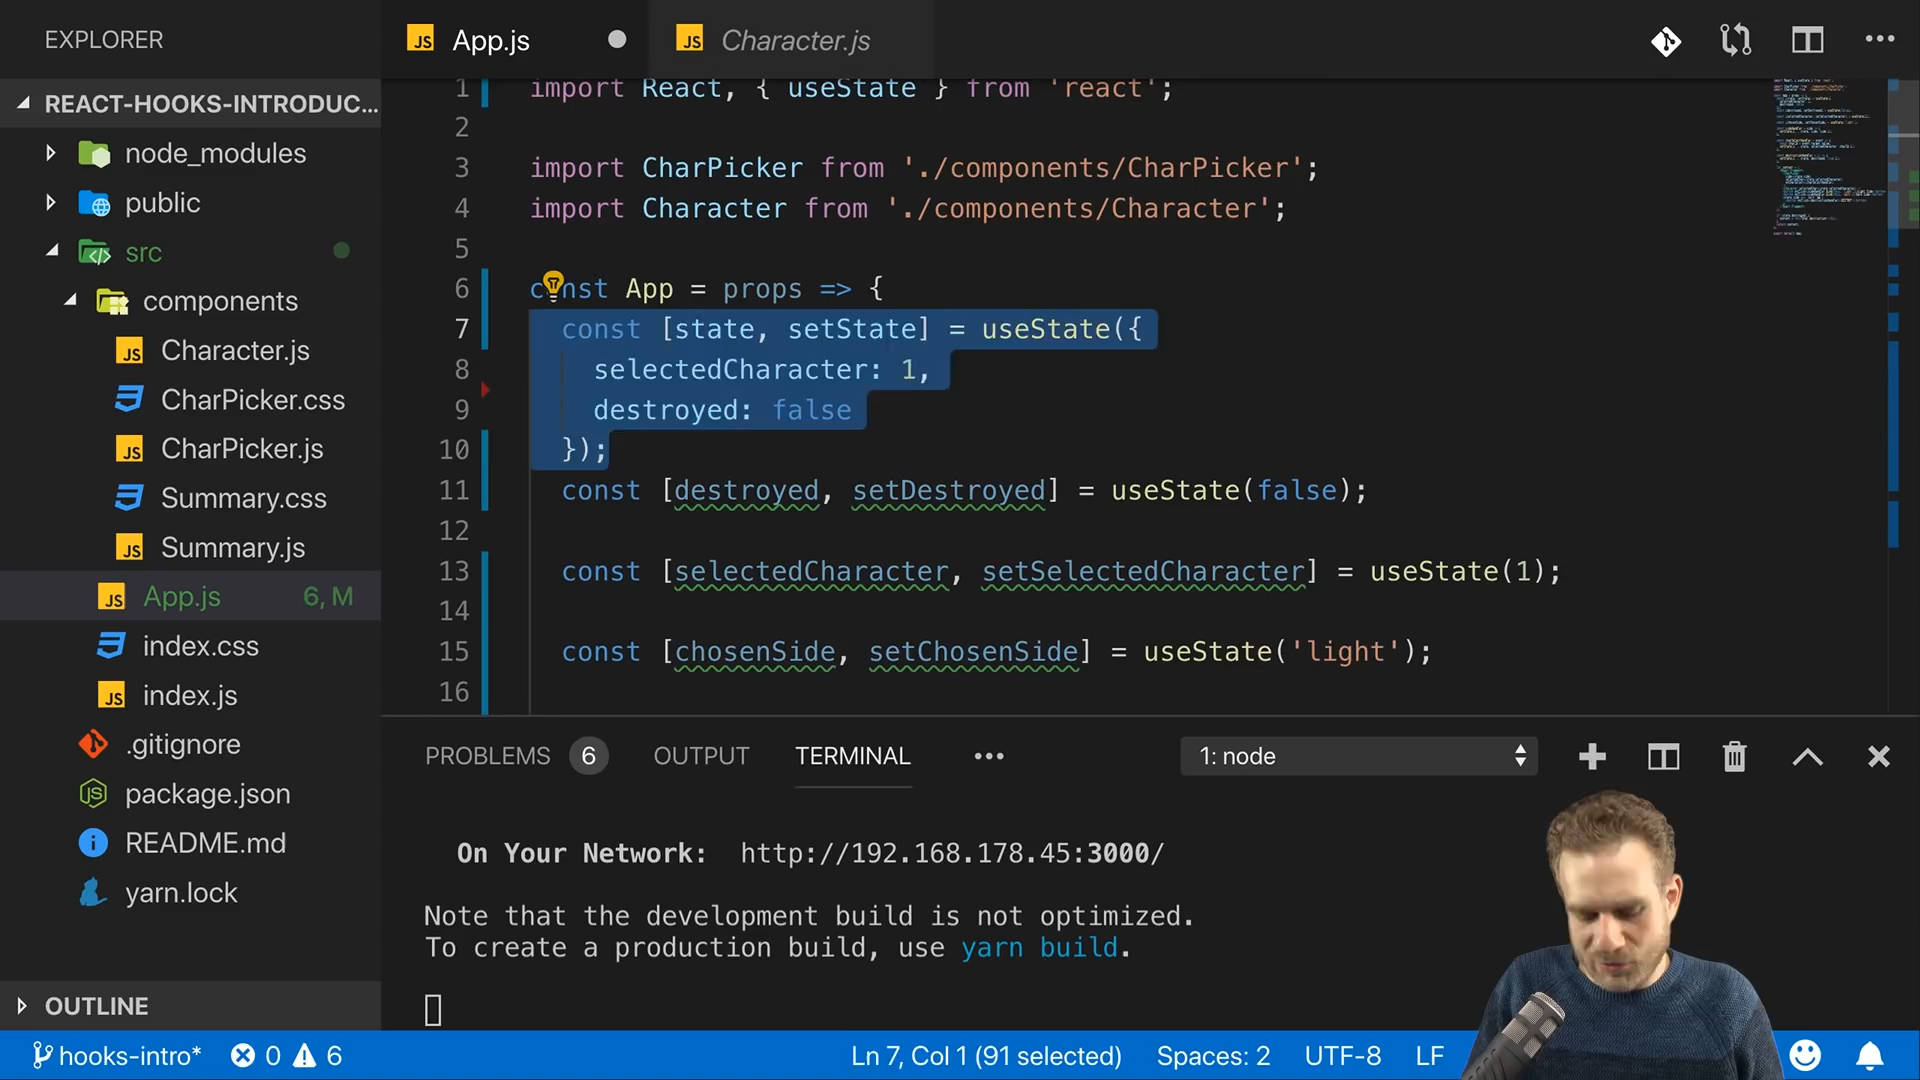 EXPLORER
REACT-HOOKS-INTRODUC...
node_modules
public
src
components
Character.js
CharPicker.css
CharPicker.js
Summary.css
Summary.js
App.js 6, M
index.css
index.js
.gitignore
package.json
README.md
yarn.lock
OUTLINE
App.js
Character.js
1 import React, { useState } from 'react';
2
3 import CharPicker from './components/CharPicker';
4 import Character from './components/Character';
5
6 const App = props => {
7 const [state, setState] = useState({
8 selectedCharacter: 1,
9 destroyed: false
10 });
11 const [destroyed, setDestroyed] = useState(false);
12
13 const [selectedCharacter, setSelectedCharacter] = useState(1);
14
15 const [chosenSide, setChosenSide] = useState('light');
16
PROBLEMS 6 OUTPUT TERMINAL ••• 1: node
On Your Network: http://192.168.178.45:3000/
Note that the development build is not optimized.
To create a production build, use yarn build.
hooks-intro* 0 6 Ln 7, Col 1 (91 selected) Spaces: 2 UTF-8 LF